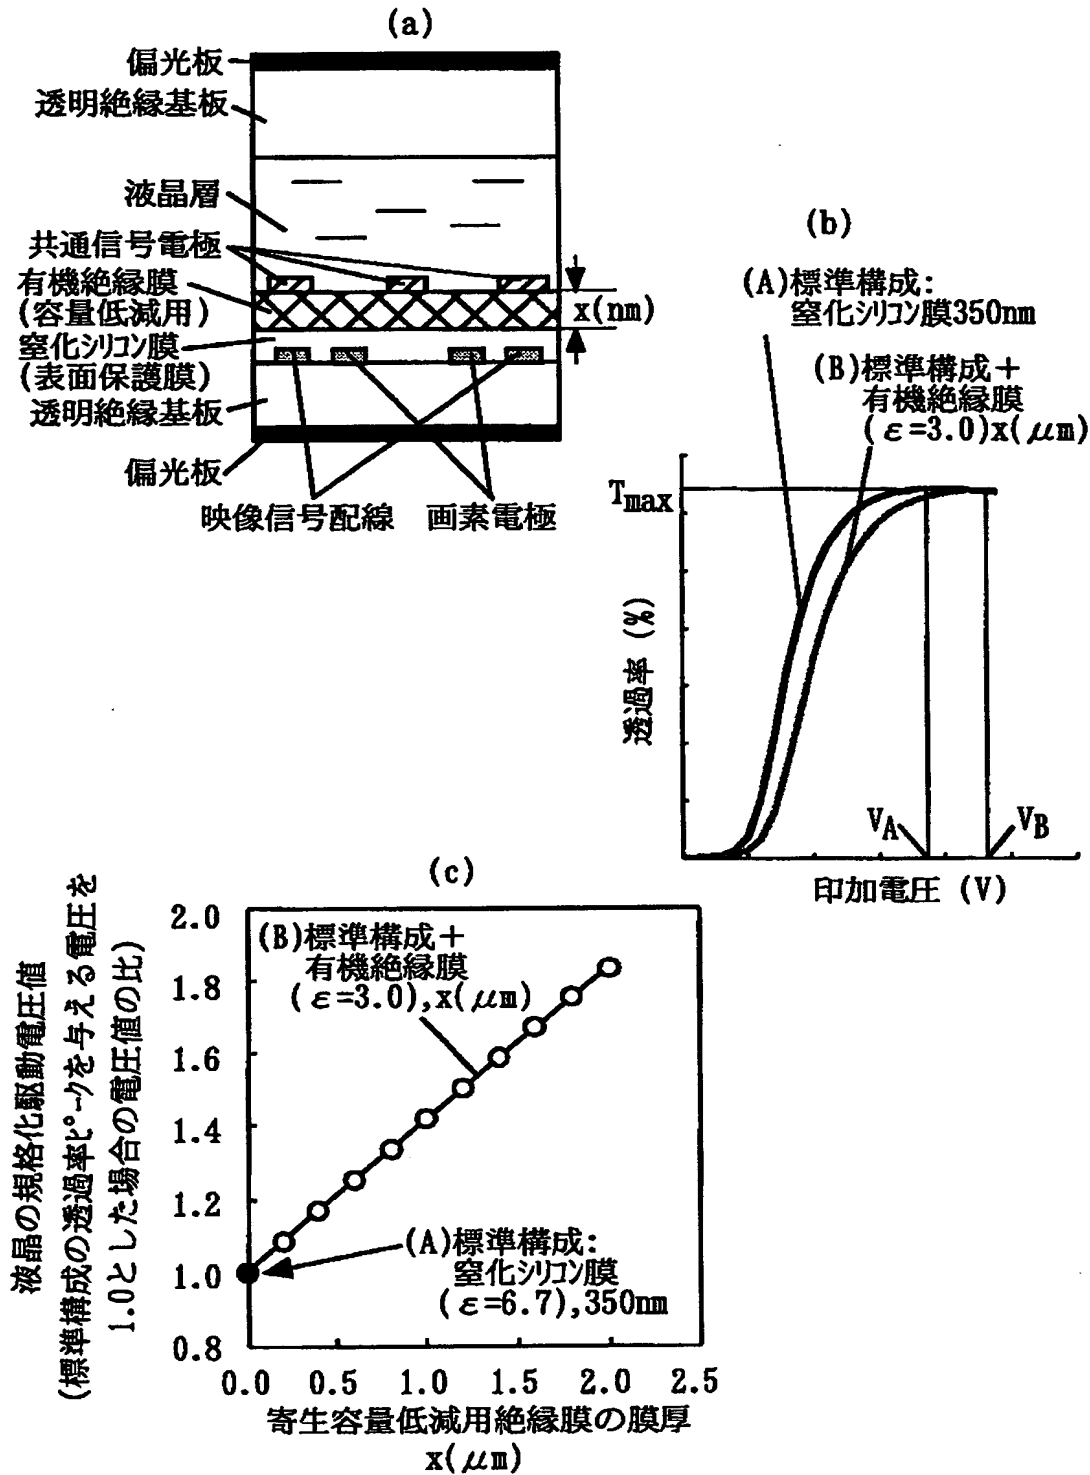 (a)
偏光板
透明絶縁基板
液晶層
共通信号電極
有機絶縁膜
(容量低減用)
x(nm)
窒化シリコン膜
(表面保護膜)
透明絶縁基板
偏光板
映像信号配線
画素電極
(b)
(A)標準構成:
窒化シリコン膜350nm
(B)標準構成+
有機絶縁膜
(ε=3.0)x(μm)
Tmax
透過率 (%)
VA
VB
印加電圧 (V)
(c)
液晶の規格化駆動電圧値
(標準構成の透過率ピークを与える電圧を
1.0とした場合の電圧値の比)
2.0
1.8
1.6
1.4
1.2
1.0
0.8
(B)標準構成+
有機絶縁膜
(ε=3.0),x(μm)
(A)標準構成:
窒化シリコン膜
(ε=6.7),350nm
0.0 0.5 1.0 1.5 2.0 2.5
寄生容量低減用絶縁膜の膜厚
x(μm)